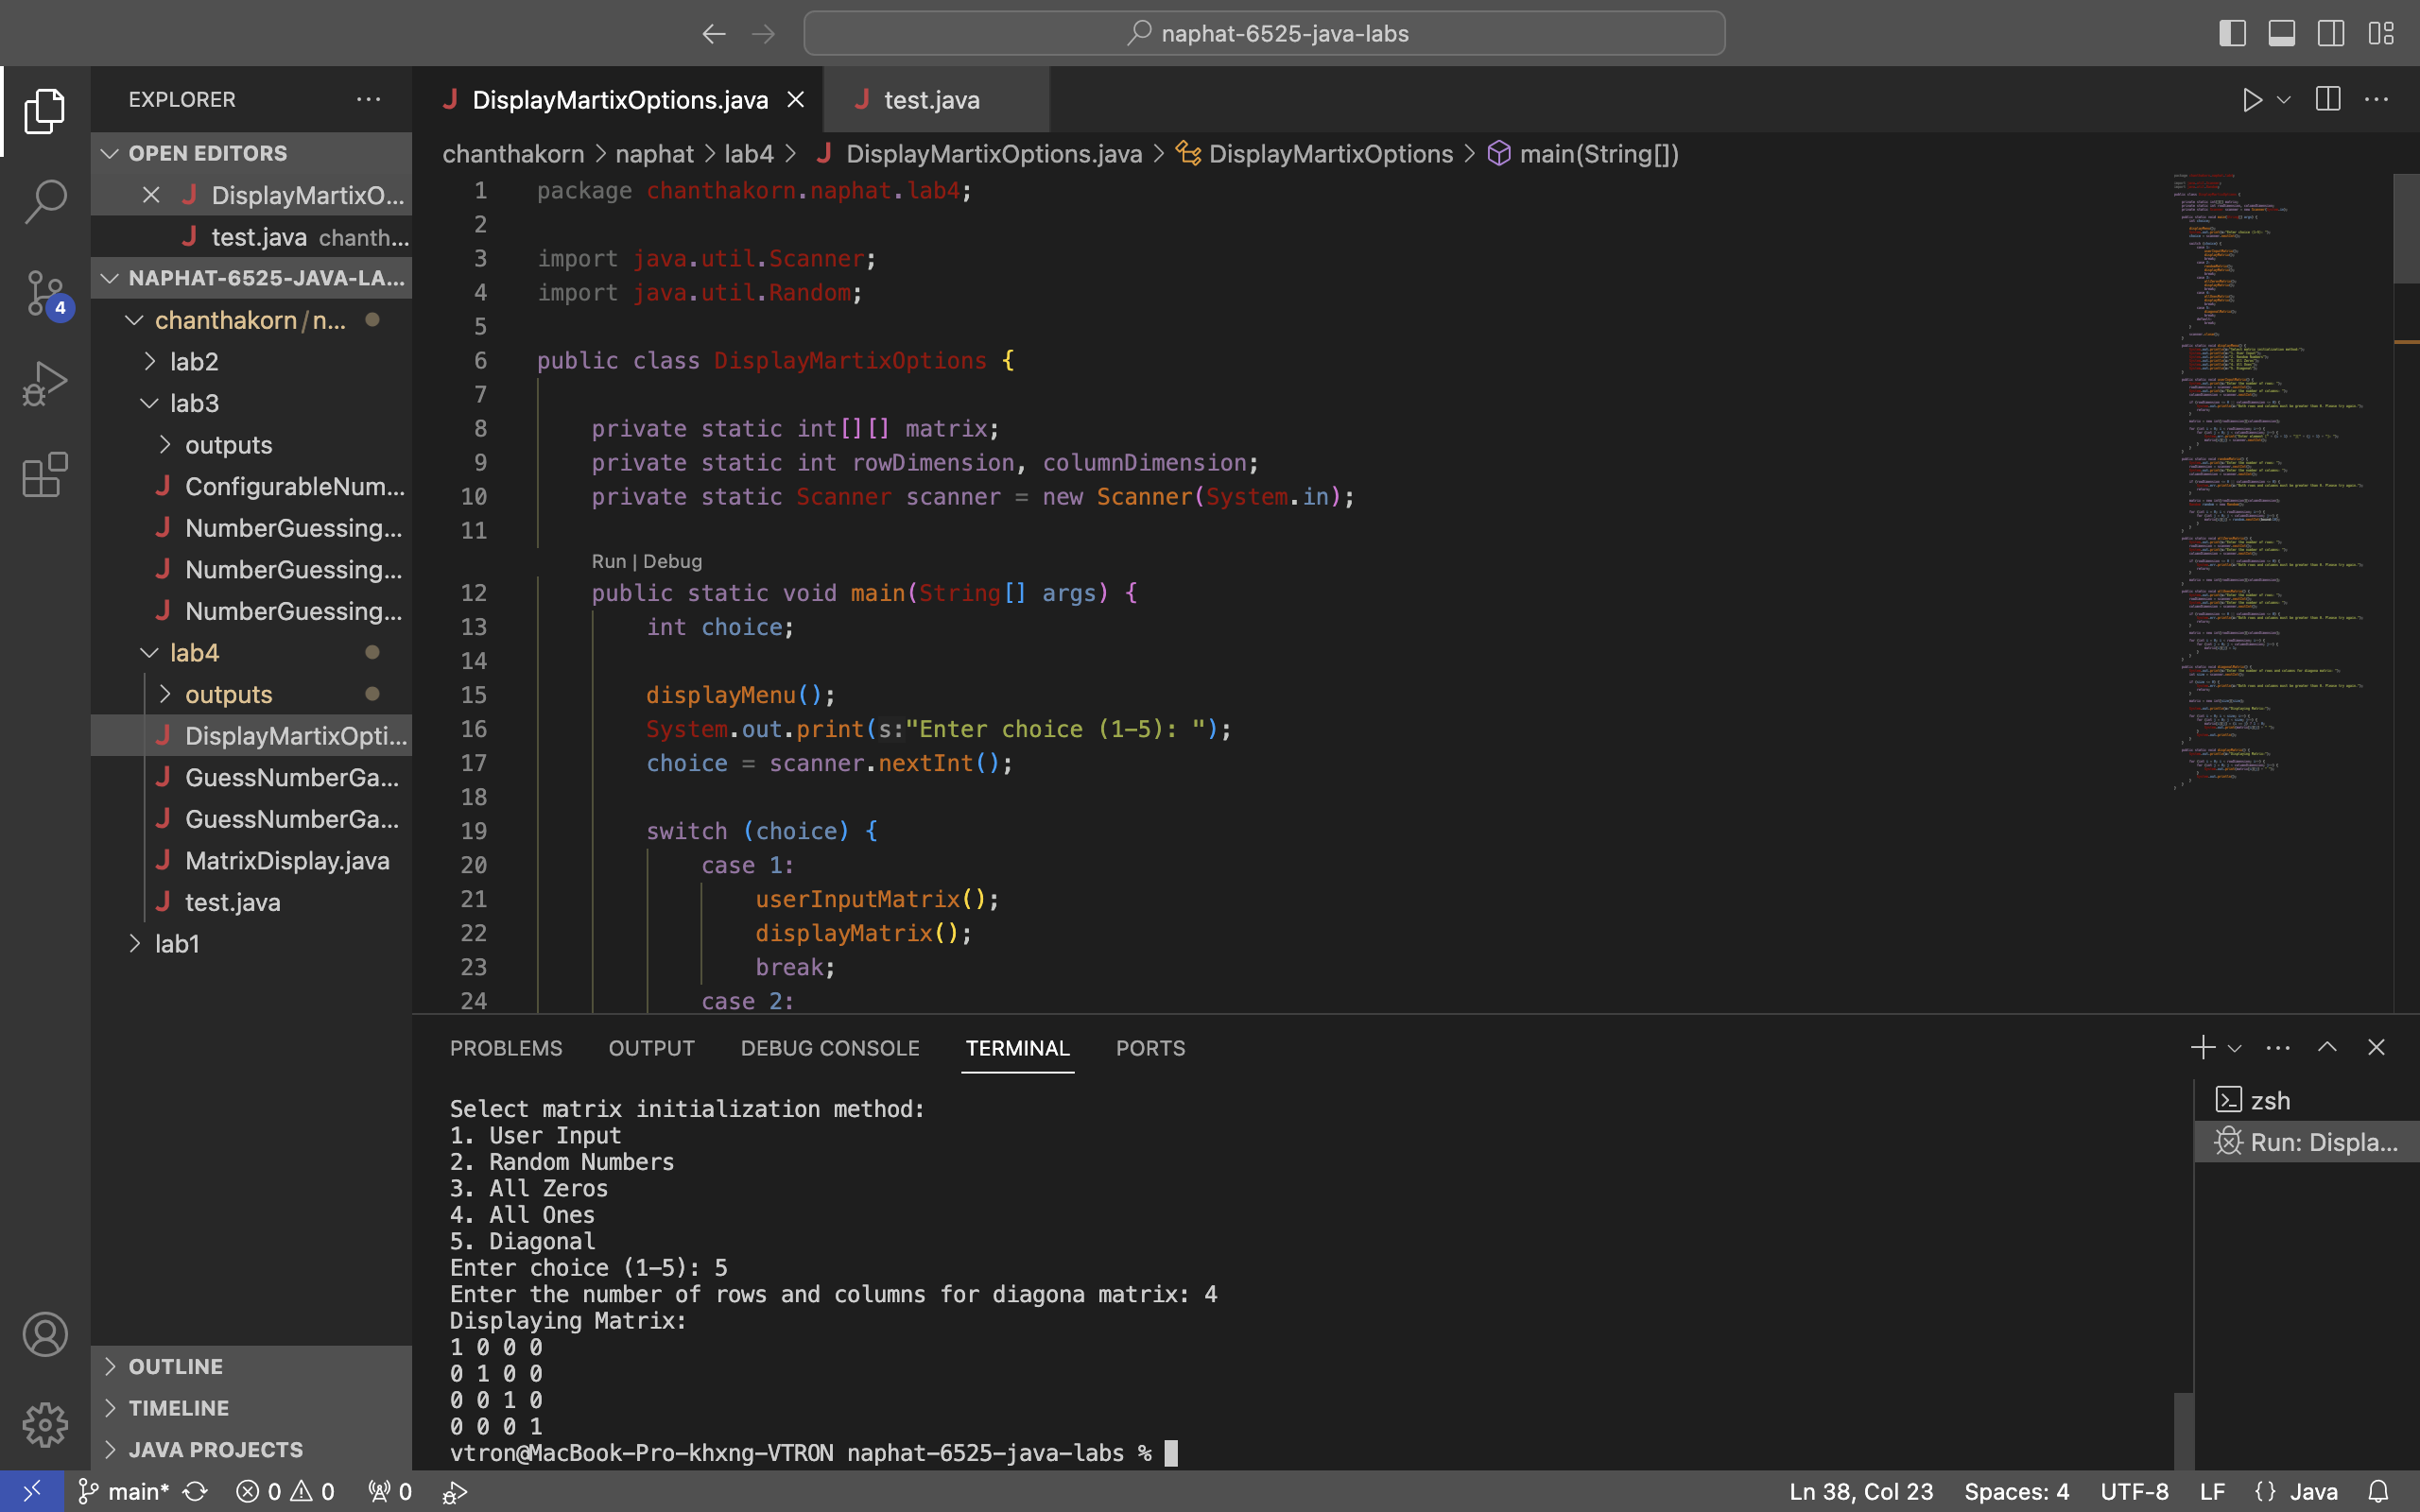 naphat-6525-java-labs
EXPLORER
OPEN EDITORS
DisplayMartixO...
test.java chanth...
NAPHAT-6525-JAVA-LA...
chanthakorn/n...
lab2
lab3
outputs
ConfigurableNum...
NumberGuessing...
NumberGuessing...
NumberGuessing...
lab4
outputs
DisplayMartixOpti...
GuessNumberGa...
GuessNumberGa...
MatrixDisplay.java
test.java
lab1
OUTLINE
TIMELINE
JAVA PROJECTS
4
DisplayMartixOptions.java
test.java
chanthakorn > naphat > lab4 > DisplayMartixOptions.java > DisplayMartixOptions > main(String[])
1 package chanthakorn.naphat.lab4;
2
3 import java.util.Scanner;
4 import java.util.Random;
5
6 public class DisplayMartixOptions {
7
8 private static int[][] matrix;
9 private static int rowDimension, columnDimension;
10 private static Scanner scanner = new Scanner(System.in);
11
Run | Debug
12 public static void main(String[] args) {
13 int choice;
14
15 displayMenu();
16 System.out.print(s:"Enter choice (1-5): ");
17 choice = scanner.nextInt();
18
19 switch (choice) {
20 case 1:
21 userInputMatrix();
22 displayMatrix();
23 break;
24 case 2:
PROBLEMS OUTPUT DEBUG CONSOLE TERMINAL PORTS
Select matrix initialization method:
1. User Input
2. Random Numbers
3. All Zeros
4. All Ones
5. Diagonal
Enter choice (1-5): 5
Enter the number of rows and columns for diagona matrix: 4
Displaying Matrix:
1 0 0 0
0 1 0 0
0 0 1 0
0 0 0 1
vtron@MacBook-Pro-khxng-VTRON naphat-6525-java-labs %
zsh
Run: Displa...
main* 0 0 0 Ln 38, Col 23 Spaces: 4 UTF-8 LF {} Java